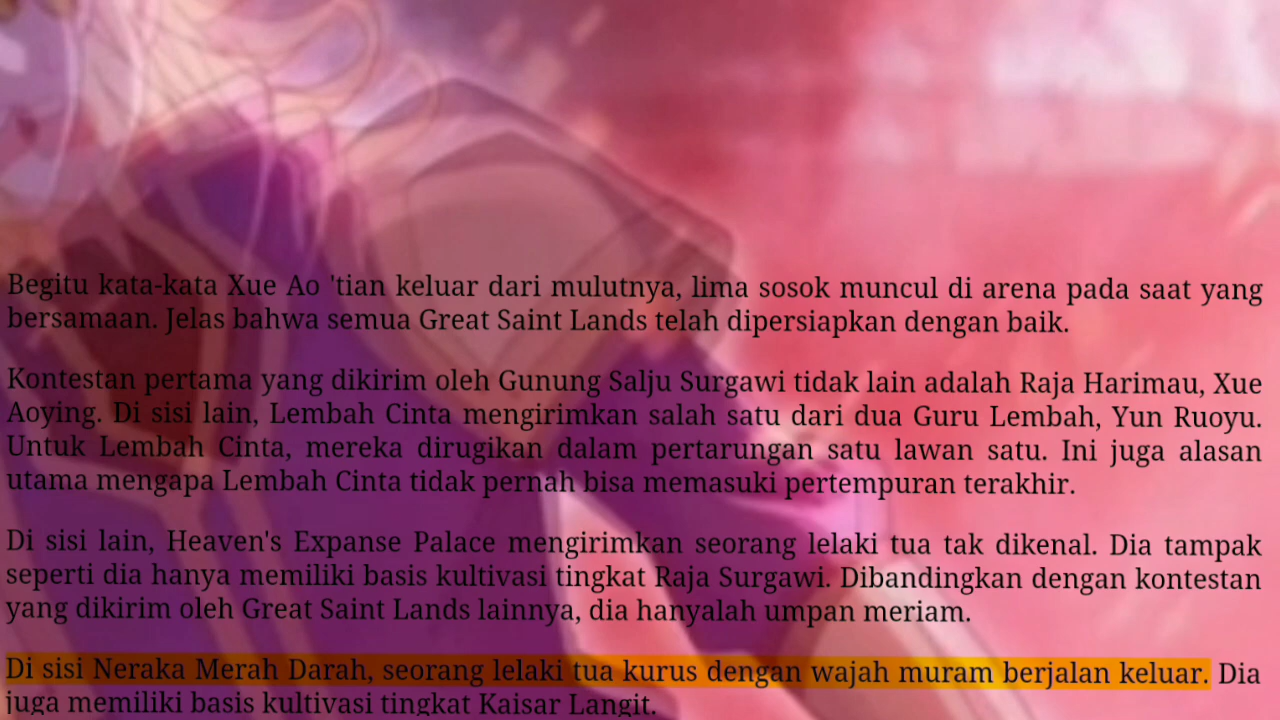 Begitu kata-kata Xue Ao 'tian keluar dari mulutnya, lima sosok muncul di arena pada saat yang
bersamaan. Jelas bahwa semua Great Saint Lands telah dipersiapkan dengan baik.
Kontestan pertama yang dikirim oleh Gunung Salju Surgawi tidak lain adalah Raja Harimau, Xue
Aoying. Di sisi lain, Lembah Cinta mengirimkan salah satu dari dua Guru Lembah, Yun Ruoyu.
Untuk Lembah Cinta, mereka dirugikan dalam pertarungan satu lawan satu. Ini juga alasan
utama mengapa Lembah Cinta tidak pernah bisa memasuki pertempuran terakhir.
Di sisi lain, Heaven's Expanse Palace mengirimkan seorang lelaki tua tak dikenal. Dia tampak
seperti dia hanya memiliki basis kultivasi tingkat Raja Surgawi. Dibandingkan dengan kontestan
yang dikirim oleh Great Saint Lands lainnya, dia hanyalah umpan meriam.
Di sisi Neraka Merah Darah, seorang lelaki tua kurus dengan wajah muram berjalan keluar. Dia
juga memiliki basis kultivasi tingkat Kaisar Langit.